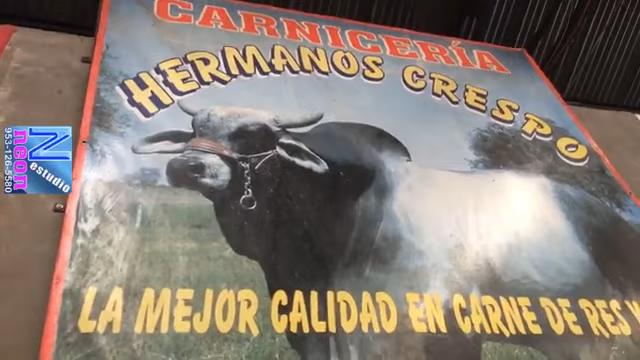 CARNICERÍA
HERMANOS CRESPO
LA MEJOR CALIDAD EN CARNE DE RES
N
neon
estudio
953-126-5580